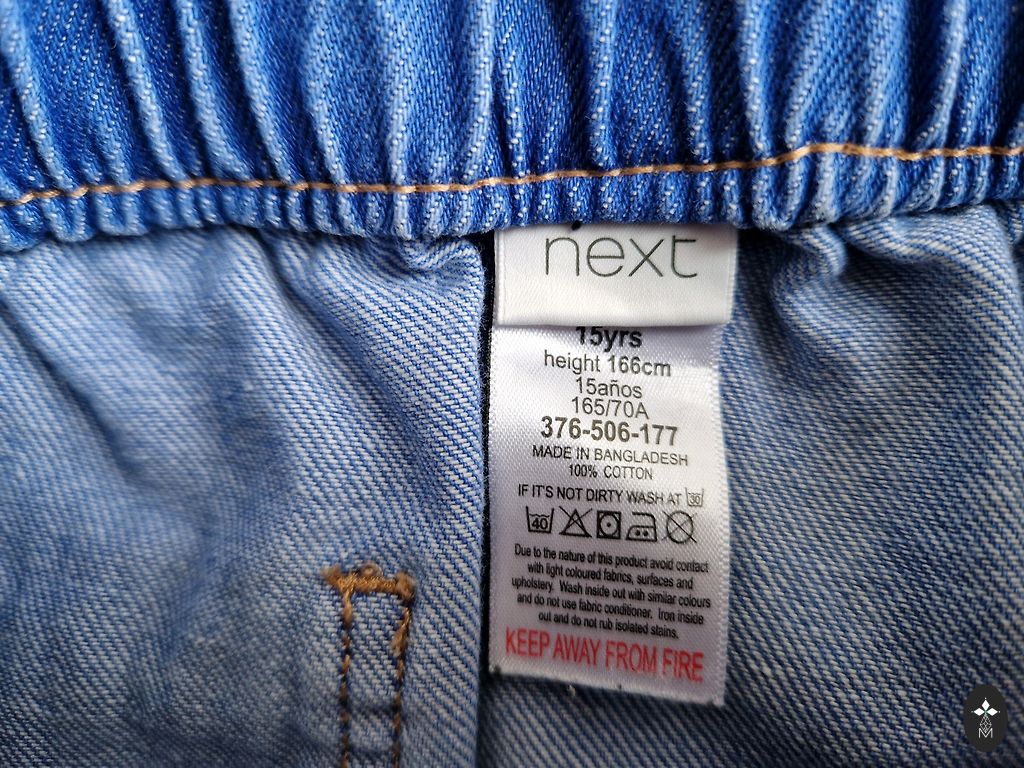 next
15yrs
height 166cm
15años
165/70A
376-506-177
MADE IN BANGLADESH
100% COTTON
IF IT'S NOT DIRTY WASH AT 30
40
Due to the nature of this product avoid contact
with light coloured fabrics, surfaces and
upholstery. Wash inside out with similar colours
and do not use fabric conditioner. Iron inside
out and do not rub isolated stains.
KEEP AWAY FROM FIRE
M